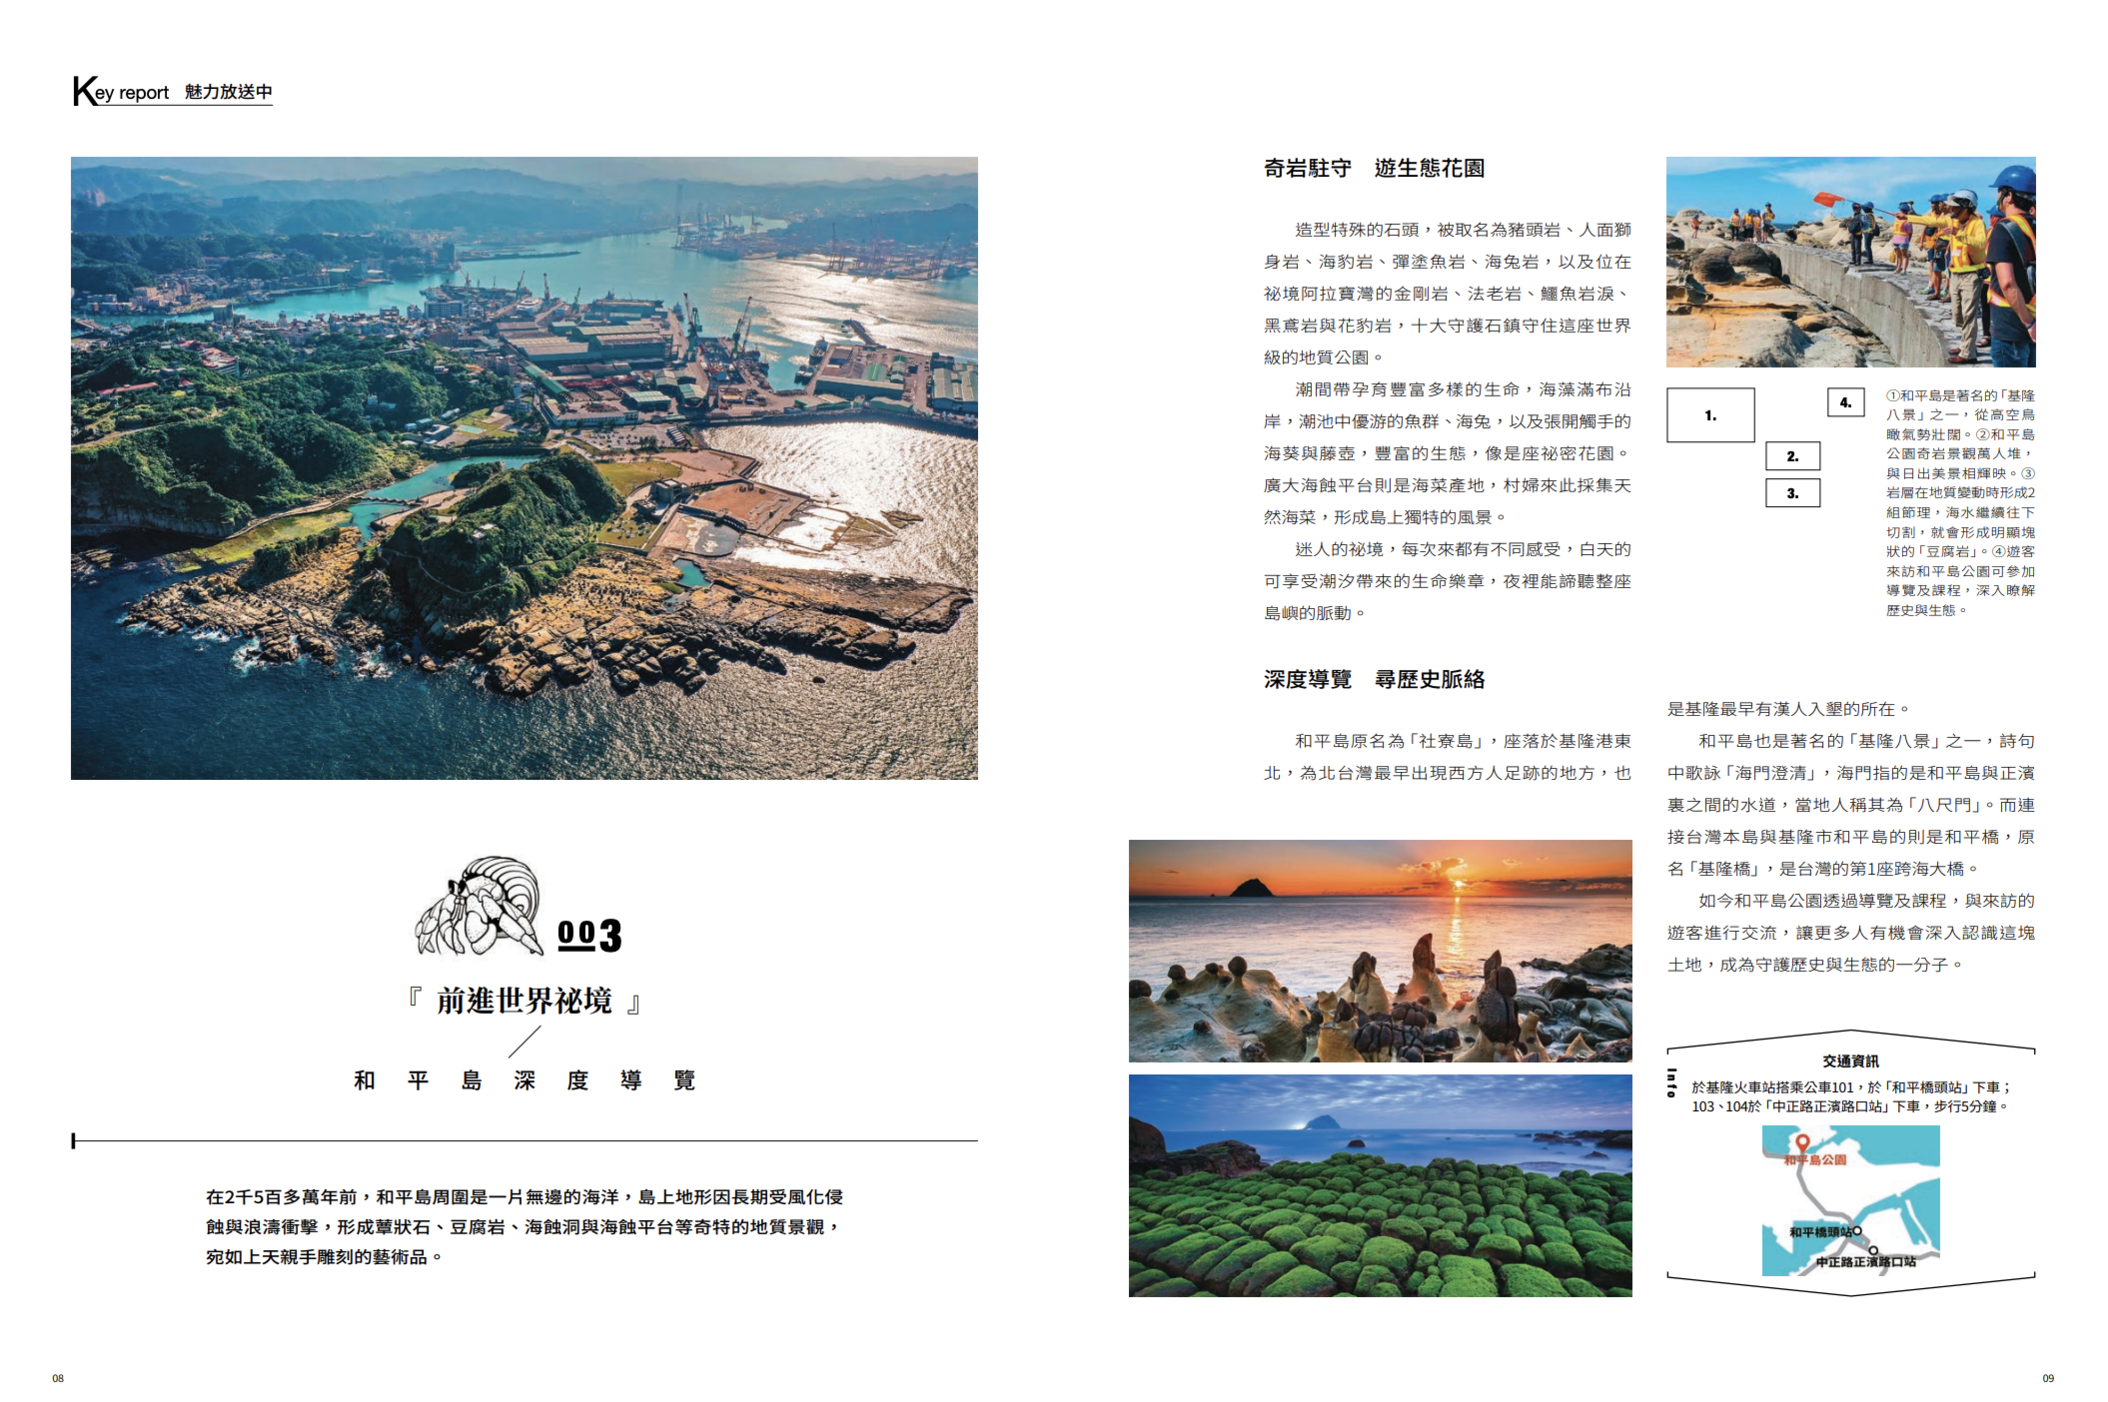 Key report 魅力放送中
003
『 前進世界祕境 』
和平島深度導覽
在2千5百多萬年前，和平島周圍是一片無邊的海洋，島上地形因長期受風化侵
蝕與浪濤衝擊，形成蕈狀石、豆腐岩、海蝕洞與海蝕平台等奇特的地質景觀，
宛如上天親手雕刻的藝術品。
08
奇岩駐守　遊生態花園
造型特殊的石頭，被取名為豬頭岩、人面獅
身岩、海豹岩、彈塗魚岩、海兔岩，以及位在
祕境阿拉寶灣的金剛岩、法老岩、鱷魚岩淚、
黑鳶岩與花豹岩，十大守護石鎮守住這座世界
級的地質公園。
潮間帶孕育豐富多樣的生命，海藻滿布沿
岸，潮池中優游的魚群、海兔，以及張開觸手的
海葵與藤壺，豐富的生態，像是座祕密花園。
廣大海蝕平台則是海菜產地，村婦來此採集天
然海菜，形成島上獨特的風景。
迷人的祕境，每次來都有不同感受，白天的
可享受潮汐帶來的生命樂章，夜裡能諦聽整座
島嶼的脈動。
深度導覽　尋歷史脈絡
和平島原名為「社寮島」，座落於基隆港東
北，為北台灣最早出現西方人足跡的地方，也
是基隆最早有漢人入墾的所在。
和平島也是著名的「基隆八景」之一，詩句
中歌詠「海門澄清」，海門指的是和平島與正濱
裏之間的水道，當地人稱其為「八尺門」。而連
接台灣本島與基隆市和平島的則是和平橋，原
名「基隆橋」，是台灣的第1座跨海大橋。
如今和平島公園透過導覽及課程，與來訪的
遊客進行交流，讓更多人有機會深入認識這塊
土地，成為守護歷史與生態的一分子。
1.
2.
3.
4.
①和平島是著名的「基隆
八景」之一，從高空鳥
瞰氣勢壯闊。②和平島
公園奇岩景觀萬人堆，
與日出美景相輝映。③
岩層在地質變動時形成2
組節理，海水繼續往下
切割，就會形成明顯塊
狀的「豆腐岩」。④遊客
來訪和平島公園可參加
導覽及課程，深入瞭解
歷史與生態。
Info
交通資訊
於基隆火車站搭乘公車101，於「和平橋頭站」下車；
103、104於「中正路正濱路口站」下車，步行5分鐘。
和平島公園
和平橋頭站
中正路正濱路口站
09